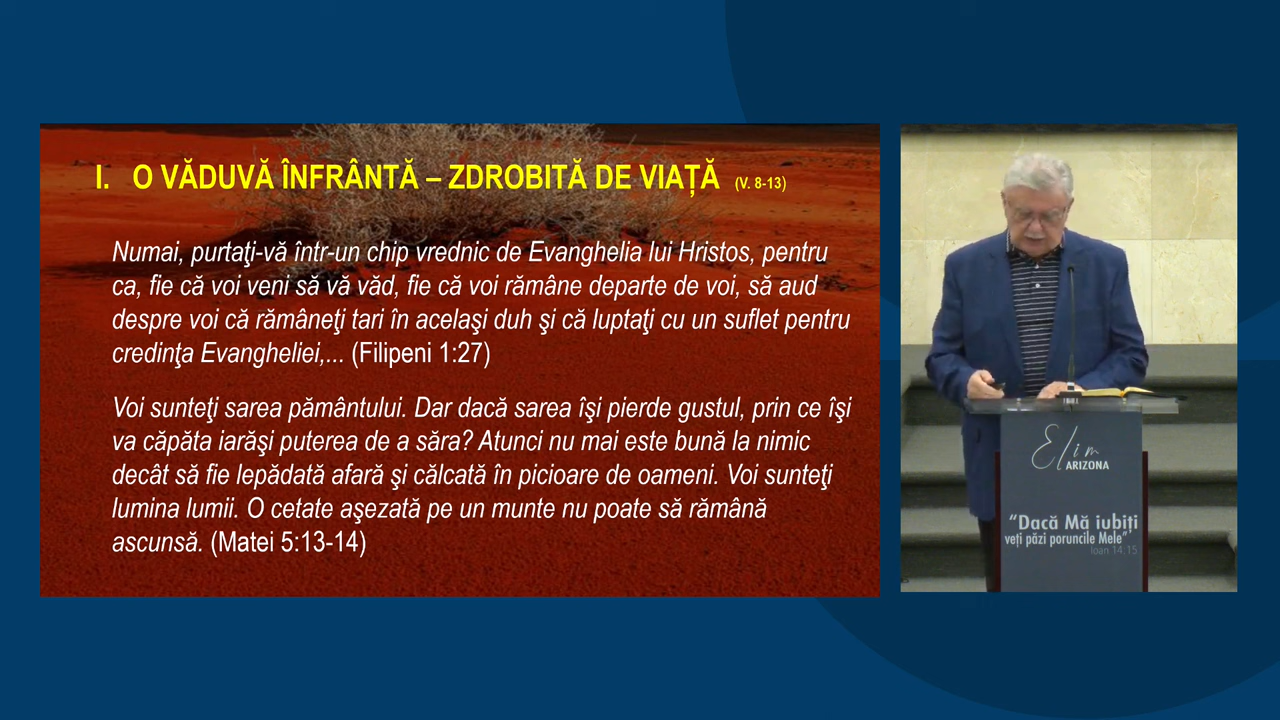 I. O VĂDUVĂ ÎNFRÂNTĂ – ZDROBITĂ DE VIAȚĂ (V. 8-13)
Numai, purtaţi-vă într-un chip vrednic de Evanghelia lui Hristos, pentru
ca, fie că voi veni să vă văd, fie că voi rămâne departe de voi, să aud
despre voi că rămâneţi tari în acelaşi duh şi că luptaţi cu un suflet pentru
credinţa Evangheliei,... (Filipeni 1:27)
Voi sunteţi sarea pământului. Dar dacă sarea îşi pierde gustul, prin ce îşi
va căpăta iarăşi puterea de a săra? Atunci nu mai este bună la nimic
decât să fie lepădată afară şi călcată în picioare de oameni. Voi sunteţi
lumina lumii. O cetate aşezată pe un munte nu poate să rămână
ascunsă. (Matei 5:13-14)
Elim
ARIZONA
“Dacă Mă iubiți
veți păzi poruncile Mele”
Ioan 14:15